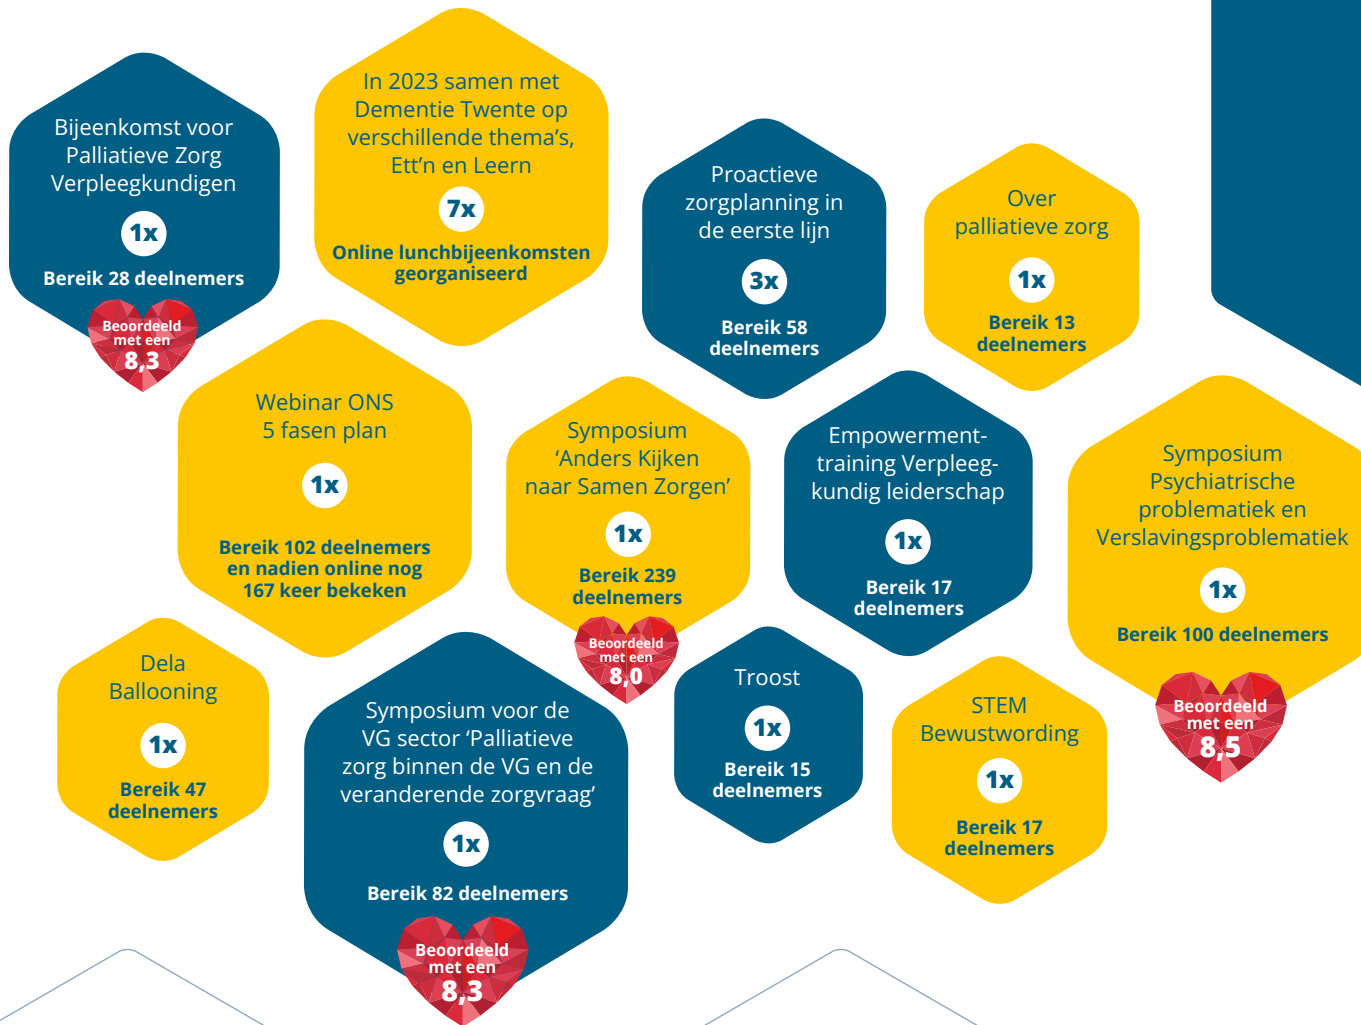 Bijeenkomst voor
Palliatieve Zorg
Verpleegkundigen
1x
Bereik 28 deelnemers
Beoordeeld
met een
8,3
In 2023 samen met
Dementie Twente op
verschillende thema's,
Ett'n en Leern
7x
Online lunchbijeenkomsten
georganiseerd
Proactieve
zorgplanning in
de eerste lijn
3x
Bereik 58
deelnemers
Over
palliatieve zorg
1x
Bereik 13
deelnemers
Webinar ONS
5 fasen plan
1x
Bereik 102 deelnemers
en nadien online nog
167 keer bekeken
Symposium
‘Anders Kijken
naar Samen Zorgen’
1x
Bereik 239
deelnemers
Beoordeeld
met een
8,0
Empowerment-
training Verpleeg-
kundig leiderschap
1x
Bereik 17
deelnemers
Symposium
Psychiatrische
problematiek en
Verslavingsproblematiek
1x
Bereik 100 deelnemers
Beoordeeld
met een
8,5
Dela
Ballooning
1x
Bereik 47
deelnemers
Symposium voor de
VG sector ‘Palliatieve
zorg binnen de VG en de
veranderende zorgvraag’
1x
Bereik 82 deelnemers
Beoordeeld
met een
8,3
Troost
1x
Bereik 15
deelnemers
STEM
Bewustwording
1x
Bereik 17
deelnemers